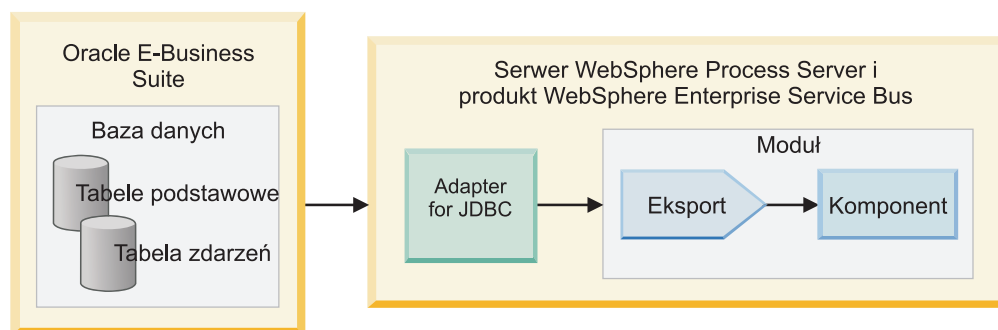 Oracle E-Business
Suite
Baza danych
Tabele podstawowe
Tabela zdarzeń
Serwer WebSphere Process Server i
produkt WebSphere Enterprise Service Bus
Adapter
for JDBC
Moduł
Eksport
Komponent